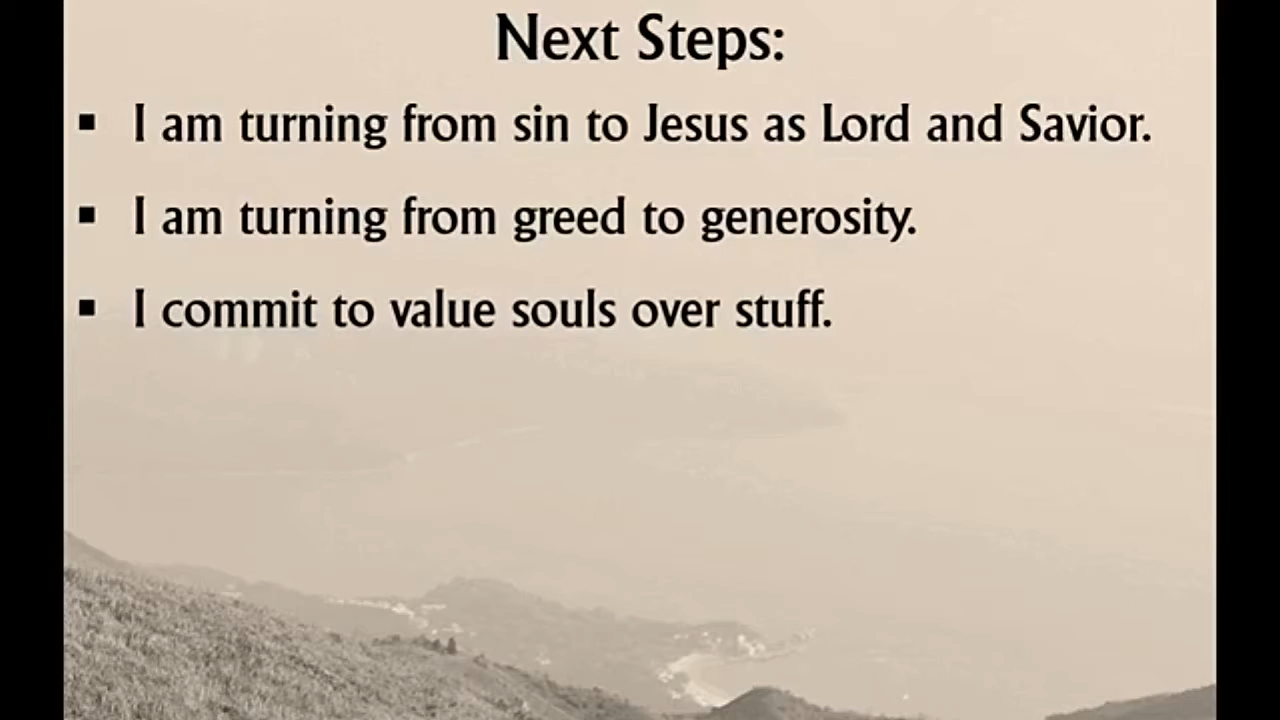 Next Steps:
▪ I am turning from sin to Jesus as Lord and Savior.
▪ I am turning from greed to generosity.
▪ I commit to value souls over stuff.